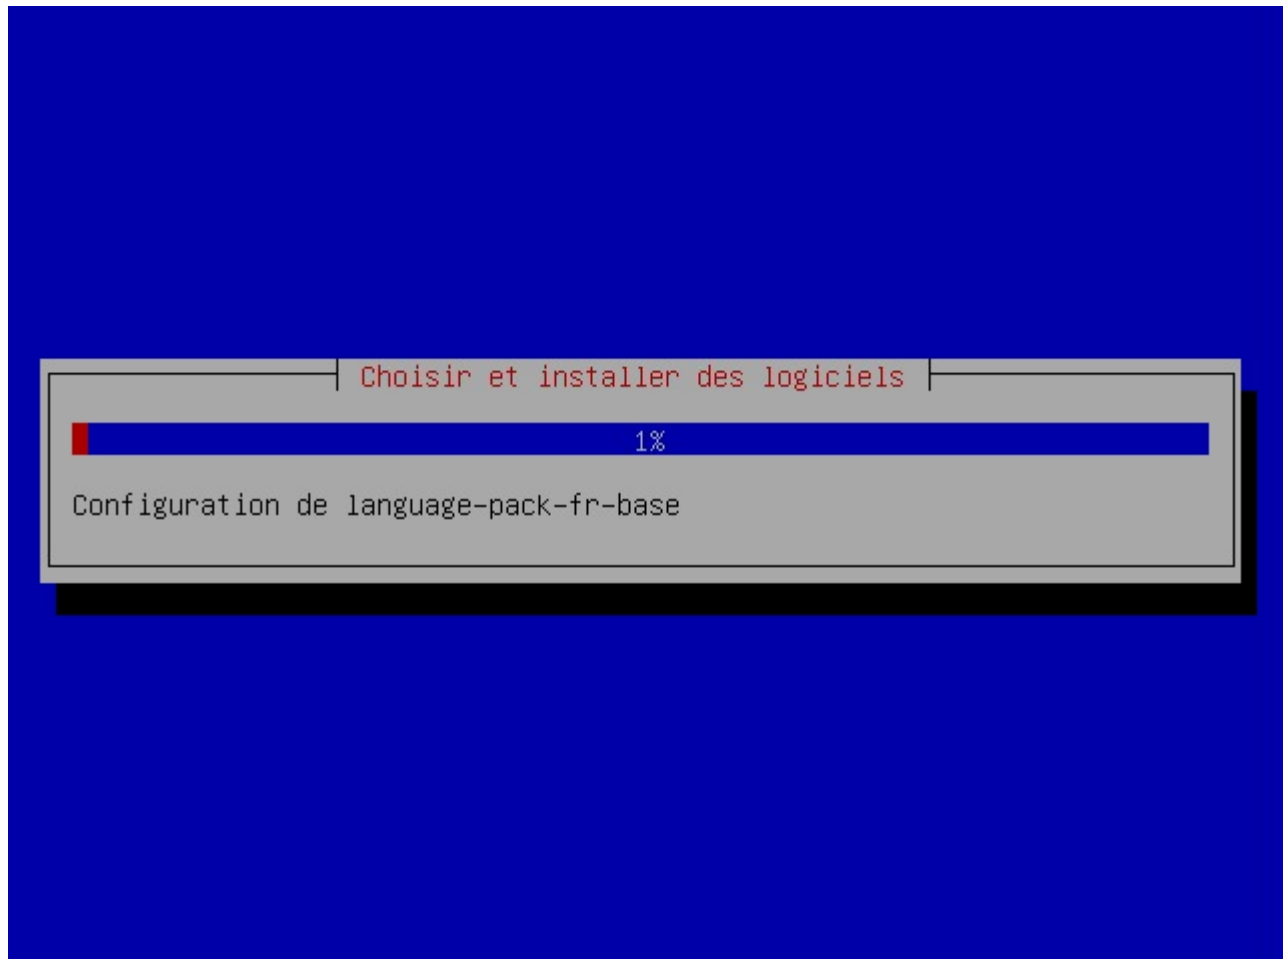 Choisir et installer des logiciels
1%
Configuration de language-pack-fr-base